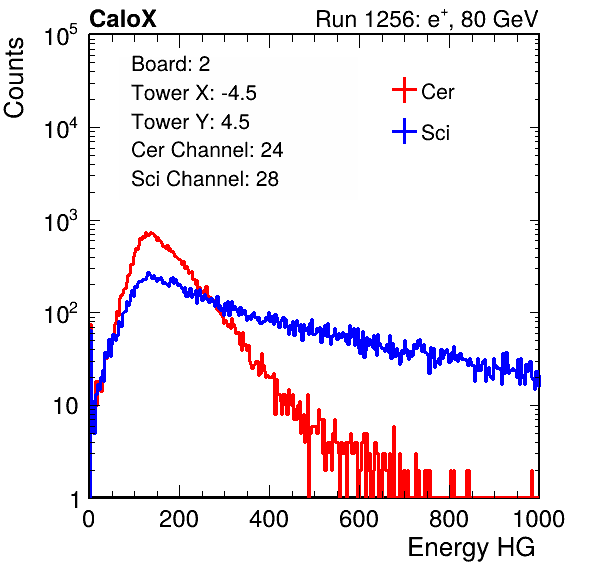 CaloX Run 1256: e⁺, 80 GeV
Counts
Board: 2
Tower X: -4.5
Tower Y: 4.5
Cer Channel: 24
Sci Channel: 28
Cer
Sci
10⁵
10⁴
10³
10²
10
1
0 200 400 600 800 1000
Energy HG